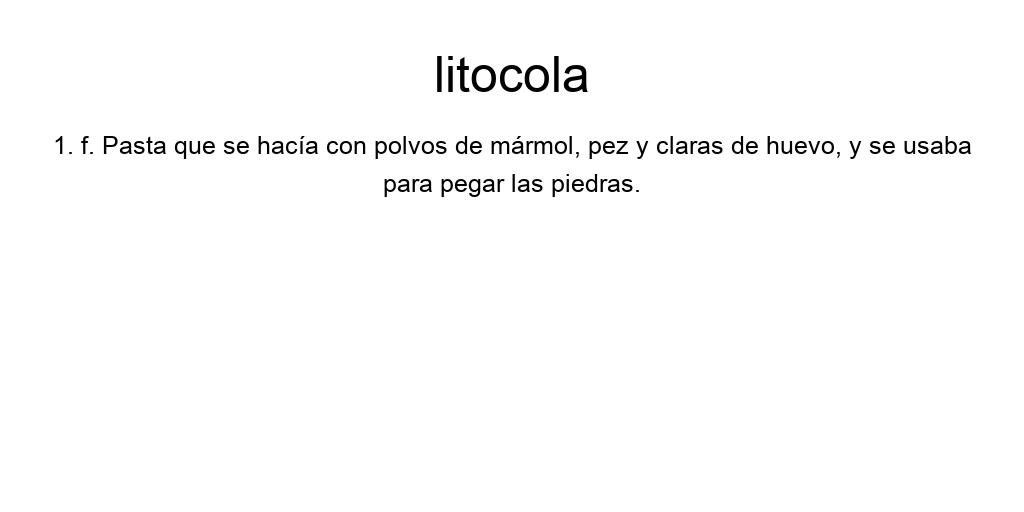 litocola
1. f. Pasta que se hacía con polvos de mármol, pez y claras de huevo, y se usaba
para pegar las piedras.